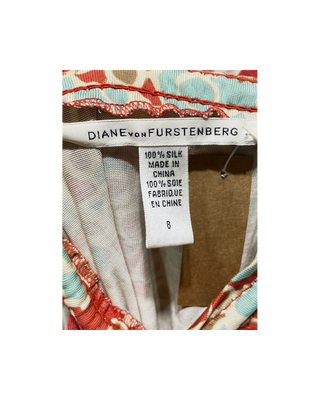 DIANE VON FURSTENBERG
100% SILK
MADE IN
CHINA
100% SOIE
FABRIQUE
EN CHINE
8